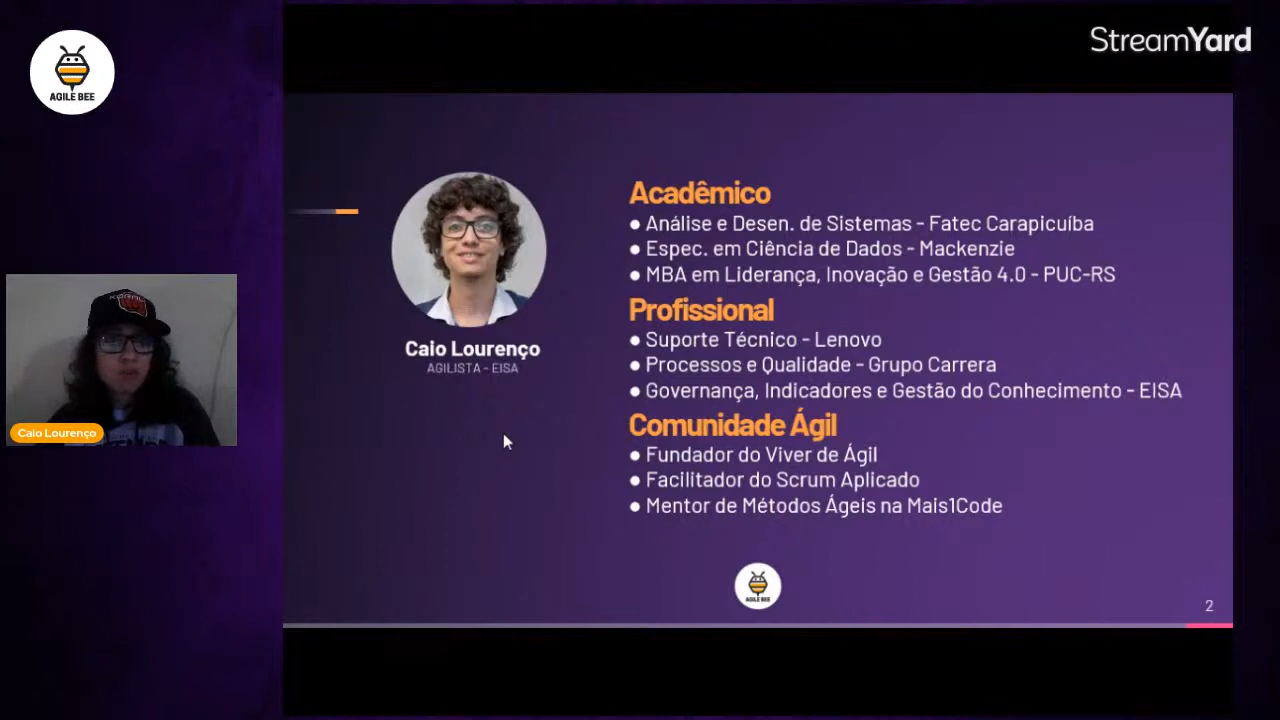 AGILE BEE
StreamYard
Caio Lourenço
Caio Lourenço
AGILISTA - EISA
Acadêmico
● Análise e Desen. de Sistemas - Fatec Carapicuíba
● Espec. em Ciência de Dados - Mackenzie
● MBA em Liderança, Inovação e Gestão 4.0 - PUC-RS
Profissional
● Suporte Técnico - Lenovo
● Processos e Qualidade - Grupo Carrera
● Governança, Indicadores e Gestão do Conhecimento - EISA
Comunidade Ágil
● Fundador do Viver de Ágil
● Facilitador do Scrum Aplicado
● Mentor de Métodos Ágeis na Mais1Code
AGILE BEE
2